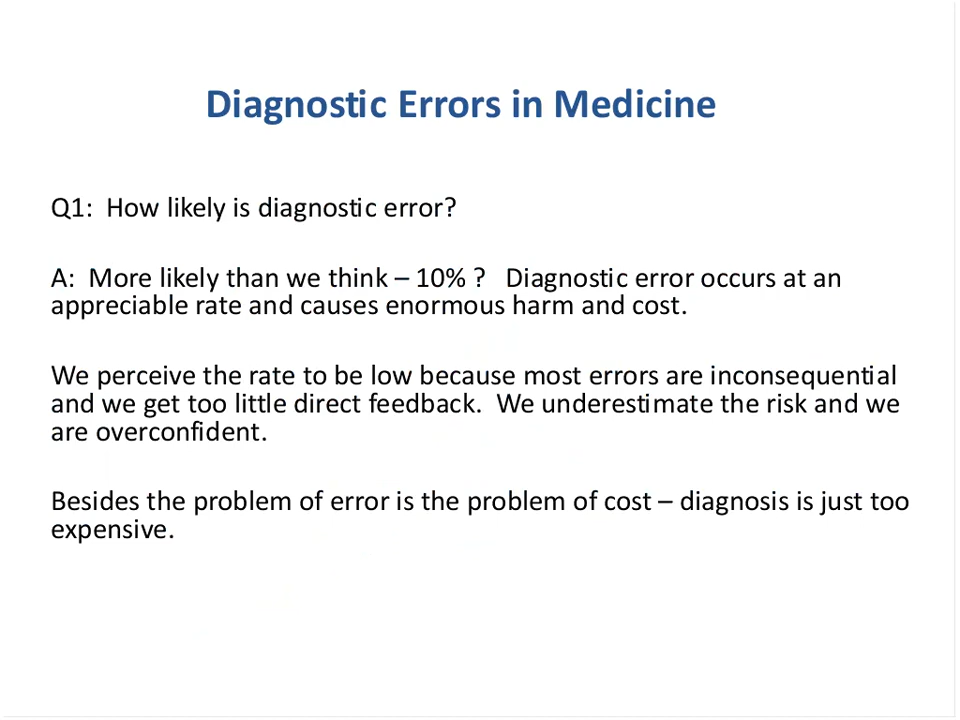 Diagnostic Errors in Medicine
Q1:  How likely is diagnostic error?
A:  More likely than we think – 10% ?   Diagnostic error occurs at an
appreciable rate and causes enormous harm and cost.
We perceive the rate to be low because most errors are inconsequential
and we get too little direct feedback.  We underestimate the risk and we
are overconfident.
Besides the problem of error is the problem of cost – diagnosis is just too
expensive.